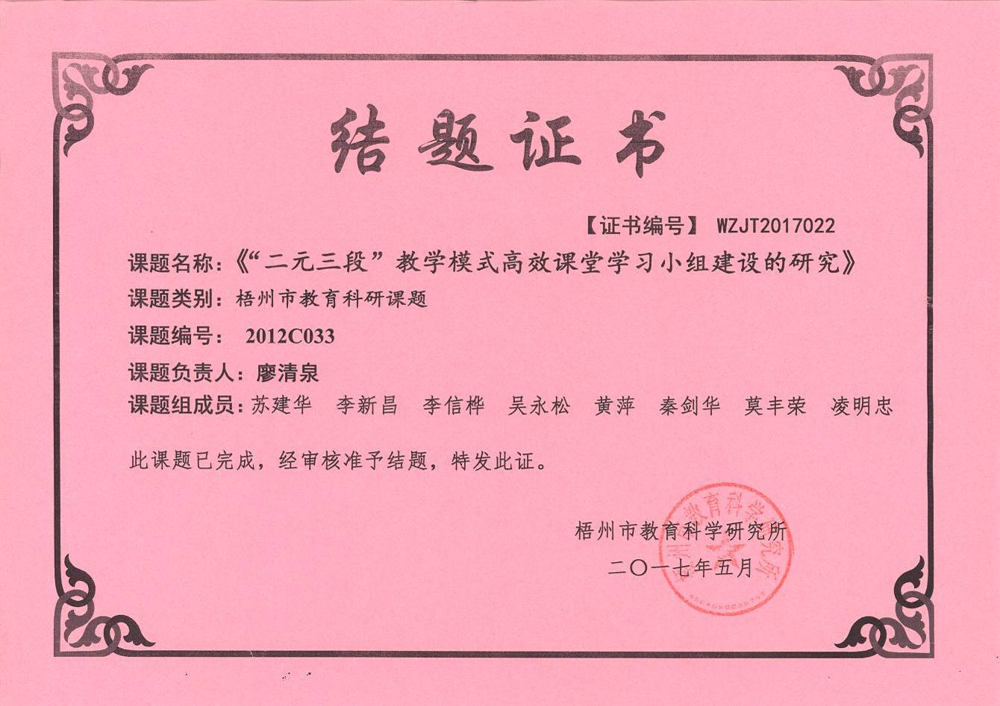 结题证书
【证书编号】 WZJT2017022
课题名称：《“二元三段”教学模式高效课堂学习小组建设的研究》
课题类别：梧州市教育科研课题
课题编号： 2012C033
课题负责人：廖清泉
课题组成员：苏建华 李新昌 李信桦 吴永松 黄萍 秦剑华 莫丰荣 凌明忠
此课题已完成，经审核准予结题，特发此证。
梧州市教育科学研究所
二〇一七年五月
梧州市教育科学研究所